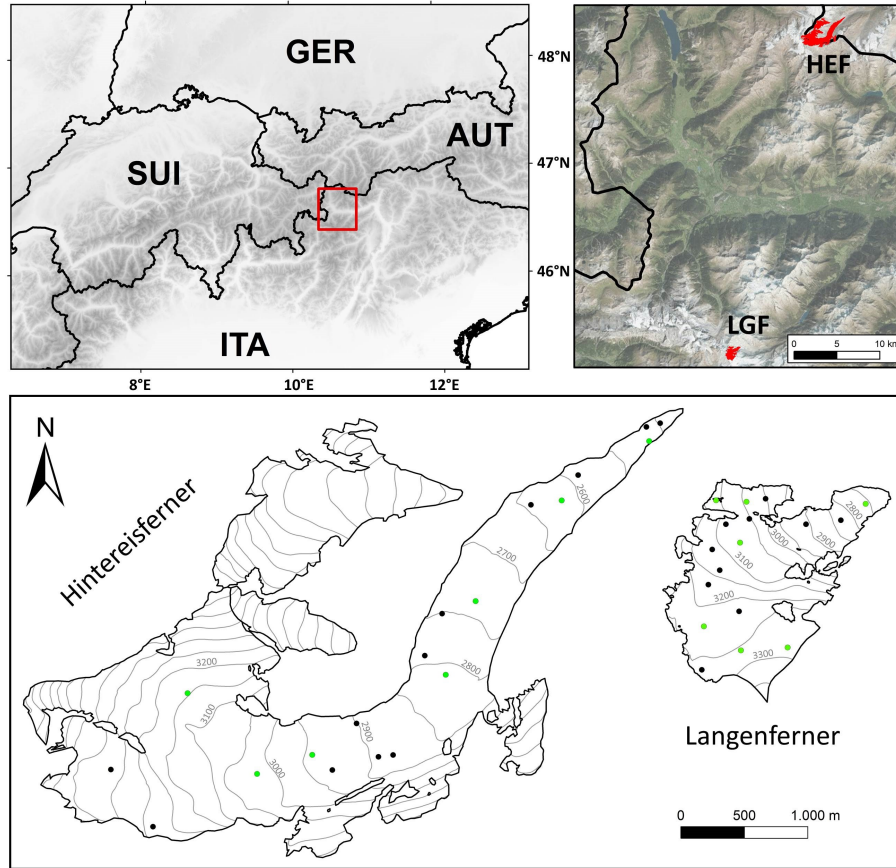 GER
AUT
SUI
ITA
48°N
47°N
46°N
8°E
10°E
12°E
HEF
LGF
0 5 10 km
N
Hintereisferner
2600
2700
2800
2900
3000
3100
3200
2800
2900
3000
3100
3200
3300
Langenferner
0 500 1.000 m